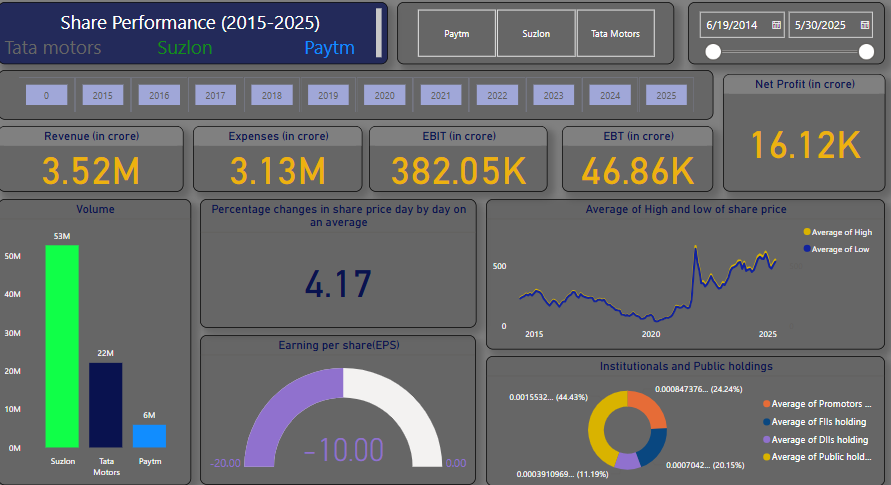 Share Performance (2015-2025)
Tata motors Suzlon Paytm
Paytm Suzlon Tata Motors
6/19/2014 5/30/2025
0 2015 2016 2017 2018 2019 2020 2021 2022 2023 2024 2025
Net Profit (in crore)
16.12K
Revenue (in crore)
3.52M
Expenses (in crore)
3.13M
EBIT (in crore)
382.05K
EBT (in crore)
46.86K
Volume
53M
50M
40M
30M
22M
20M
10M
6M
0M
Suzlon Tata Paytm
Motors
Percentage changes in share price day by day on
an average
4.17
Earning per share(EPS)
-10.00
-20.00 0.00
Average of High and low of share price
Average of High
Average of Low
500
0
2015 2020 2025
Institutionals and Public holdings
0.0015532... (44.43%)
0.000847376... (24.24%)
0.0007042... (20.15%)
0.0003910969... (11.19%)
Average of Promotors ...
Average of FIIs holding
Average of DIIs holding
Average of Public hold...